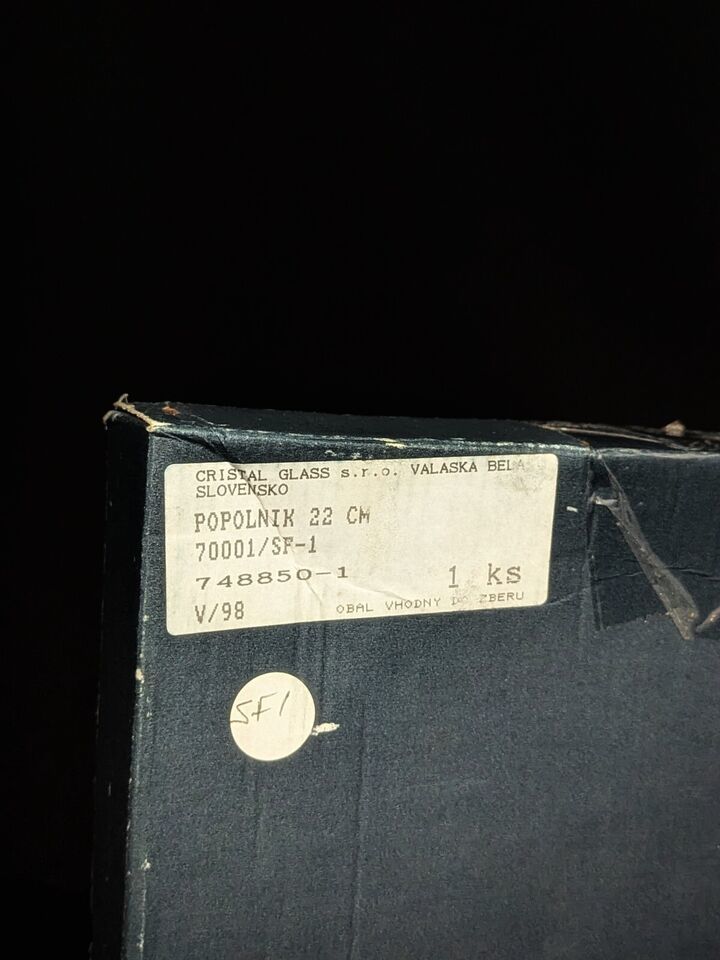 CRISTAL GLASS s.r.o. VALASKA BELA
SLOVENSKO
POPOLNIK 22 CM
70001/SF-1
748850-1 1 ks
V/98 OBAL VHODNY DO ZBERU
SF1